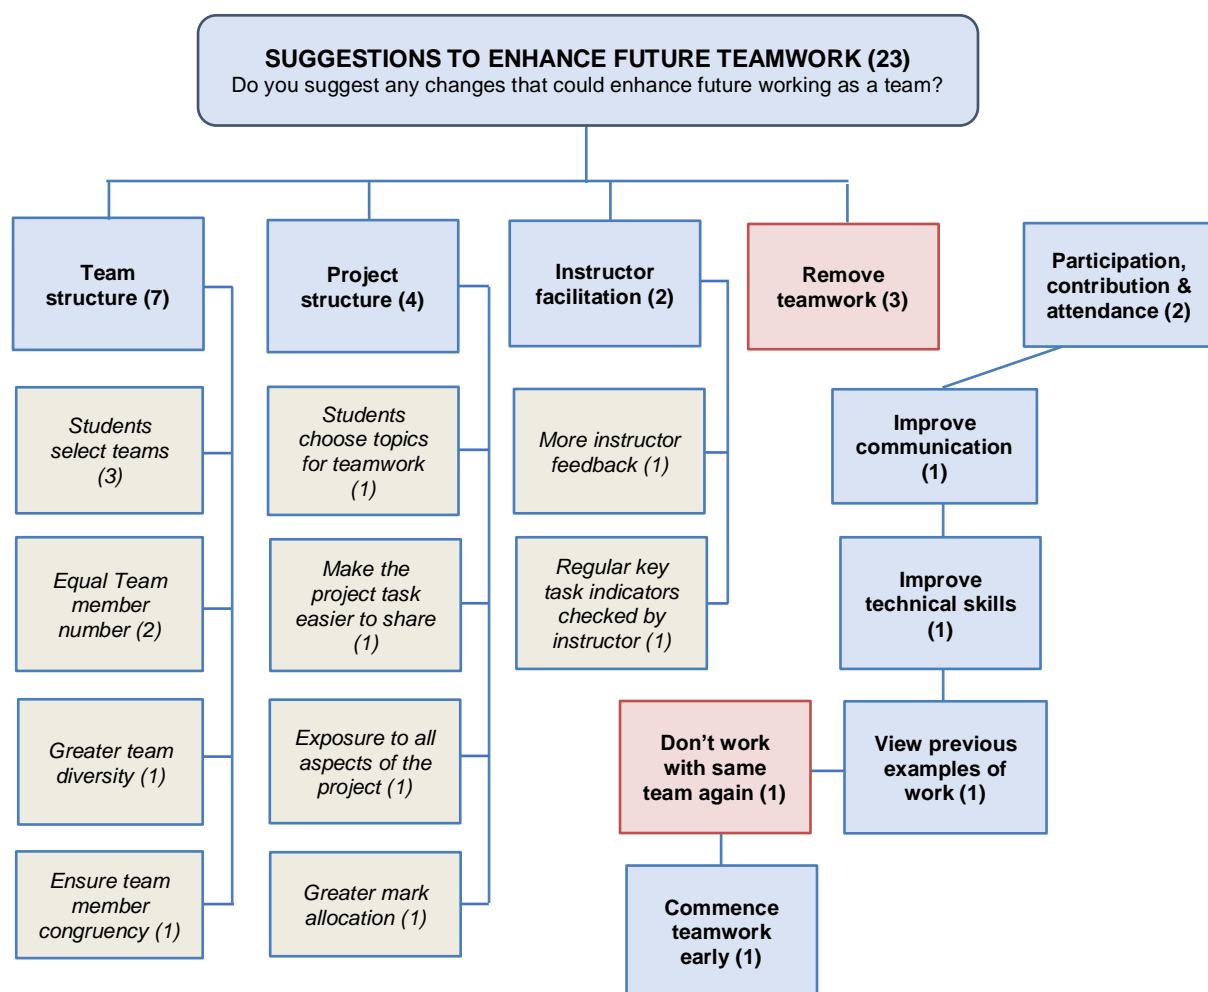 SUGGESTIONS TO ENHANCE FUTURE TEAMWORK (23)
Do you suggest any changes that could enhance future working as a team?
Team
structure (7)
Project
structure (4)
Instructor
facilitation (2)
Remove
teamwork (3)
Participation,
contribution &
attendance (2)
Students
select teams
(3)
Students
choose topics
for teamwork
(1)
More instructor
feedback (1)
Improve
communication
(1)
Equal Team
member
number (2)
Make the
project task
easier to share
(1)
Regular key
task indicators
checked by
instructor (1)
Improve
technical skills
(1)
Greater team
diversity (1)
Exposure to all
aspects of the
project (1)
Don’t work
with same
team again (1)
View previous
examples of
work (1)
Ensure team
member
congruency (1)
Greater mark
allocation (1)
Commence
teamwork
early (1)